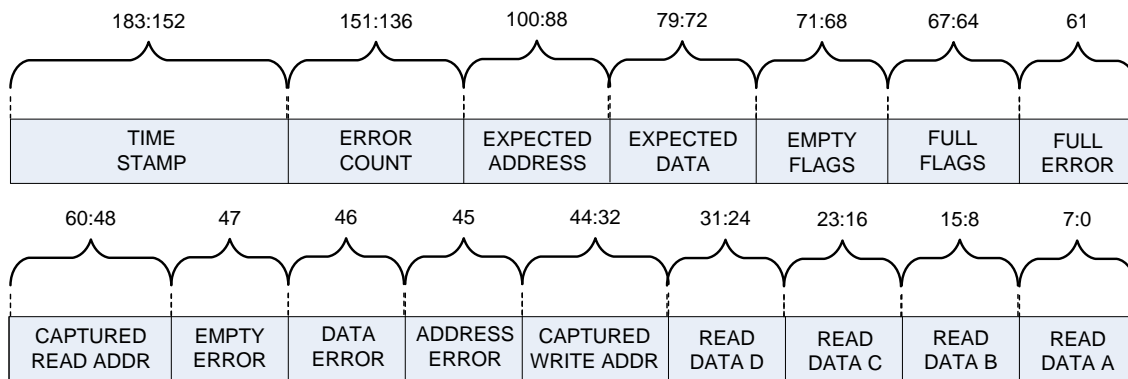 183:152 151:136 100:88 79:72 71:68 67:64 61
TIME ERROR EXPECTED EXPECTED EMPTY FULL FULL
STAMP COUNT ADDRESS DATA FLAGS FLAGS ERROR
60:48 47 46 45 44:32 31:24 23:16 15:8 7:0
CAPTURED EMPTY DATA ADDRESS CAPTURED READ READ READ READ
READ ADDR ERROR ERROR ERROR WRITE ADDR DATA D DATA C DATA B DATA A